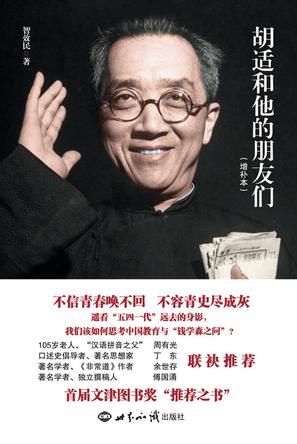 智效民 著
胡适和他的朋友们
(增补本)
不信青春唤不回 不容青史尽成灰
遥看“五四一代”远去的身影,
我们该如何思考中国教育与“钱学森之问”?
105岁老人、“汉语拼音之父” 周有光
口述史倡导者、著名思想家 丁 东
著名学者、《非常道》作者 余世存
著名学者、独立撰稿人 傅国涌
联袂推荐
首届文津图书奖“推荐之书”
世界知识出版社